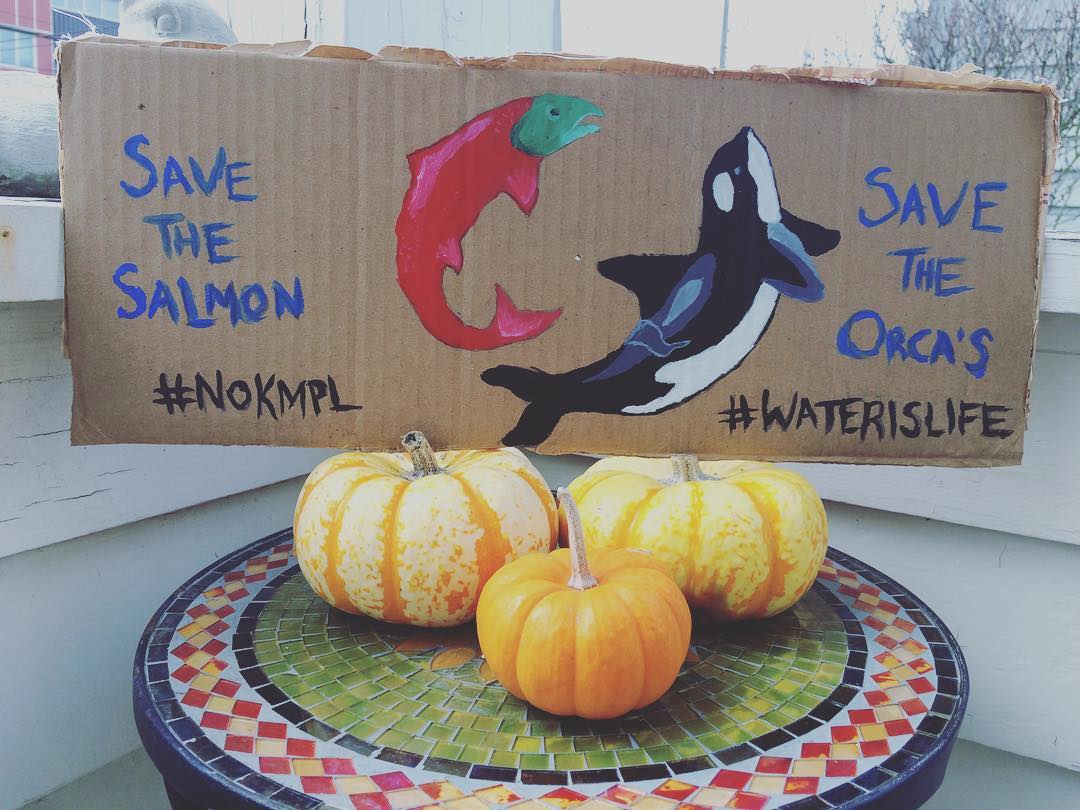 SAVE
THE
SALMON
#NOKMPL
SAVE
THE
ORCA'S
#WATERISLIFE